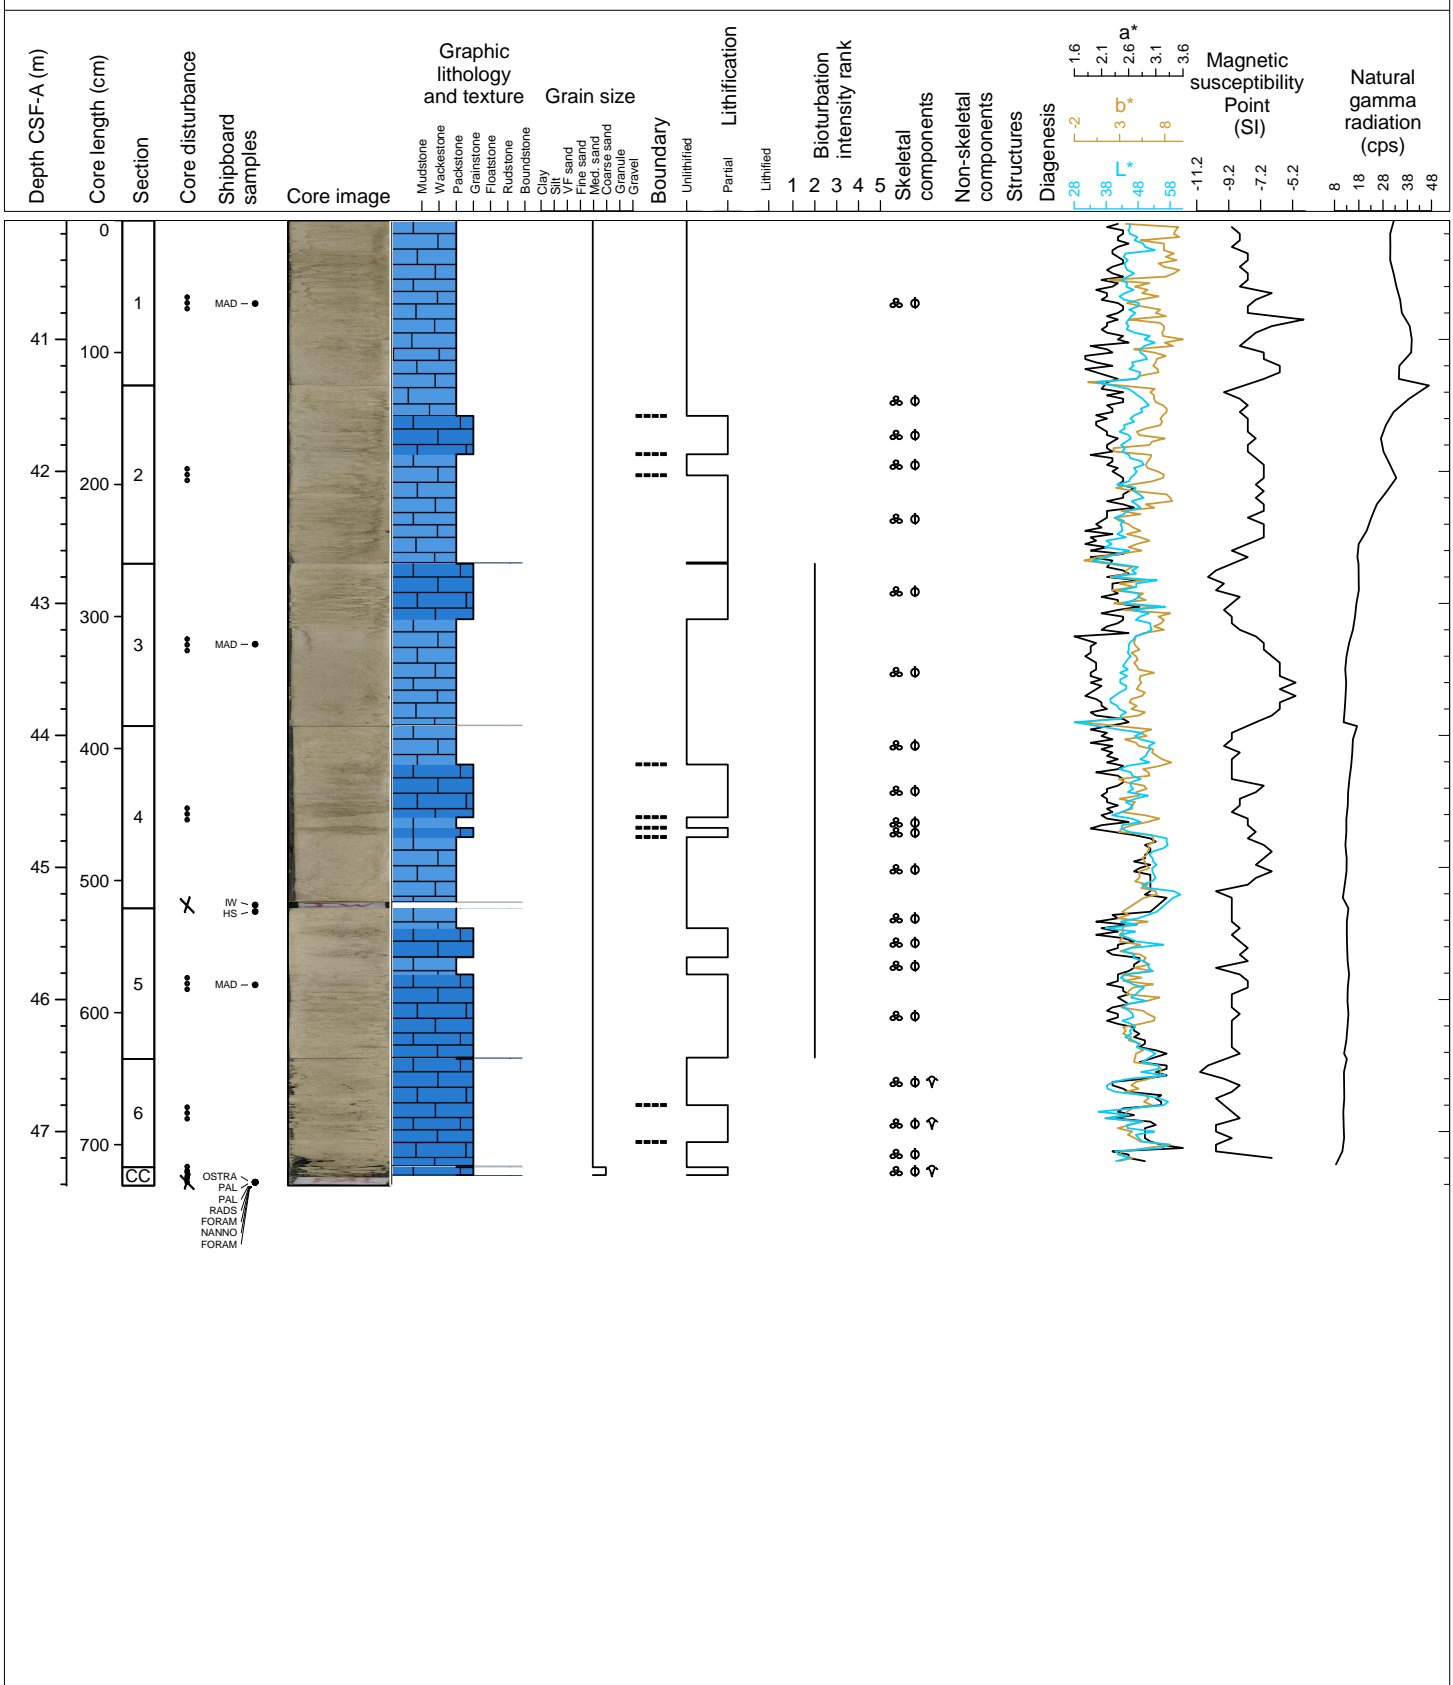 Depth CSF-A (m)
Core length (cm)
Section
Core disturbance
Shipboard
samples
Core image
Graphic
lithology
and texture
Mudstone
Wackestone
Packstone
Grainstone
Floatstone
Rudstone
Boundstone
Grain size
Clay
Silt
VF sand
Fine sand
Med. sand
Coarse sand
Granule
Gravel
Boundary
Lithification
Unlithified
Partial
Lithified
Bioturbation
intensity rank
1 2 3 4 5
Skeletal
components
Non-skeletal
components
Structures
Diagenesis
a*
1.6 2.1 2.6 3.1 3.6
b*
-2 3 8
L*
28 38 48 58
Magnetic
susceptibility
Point
(SI)
-11.2 -9.2 -7.2 -5.2
Natural
gamma
radiation
(cps)
8 18 28 38 48
0
1
MAD
41
100
42
200
2
43
300
3
MAD
44
400
4
45
500
IW
HS
5
MAD
46
600
6
47
700
CC
OSTRA
PAL
PAL
RADS
FORAM
NANNO
FORAM